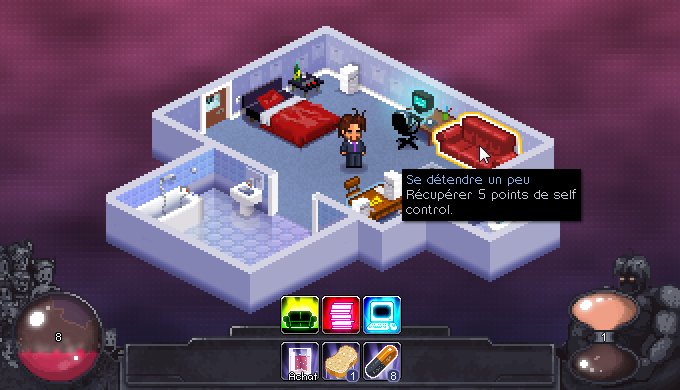 Se détendre un peu
Récupérer 5 points de self
control.
8
1
Achat
1
8